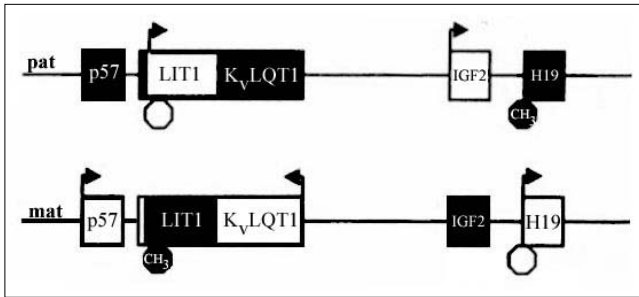 pat p57 LIT1 KVLQT1 IGF2 H19
CH3
mat p57 LIT1 KVLQT1 IGF2 H19
CH3